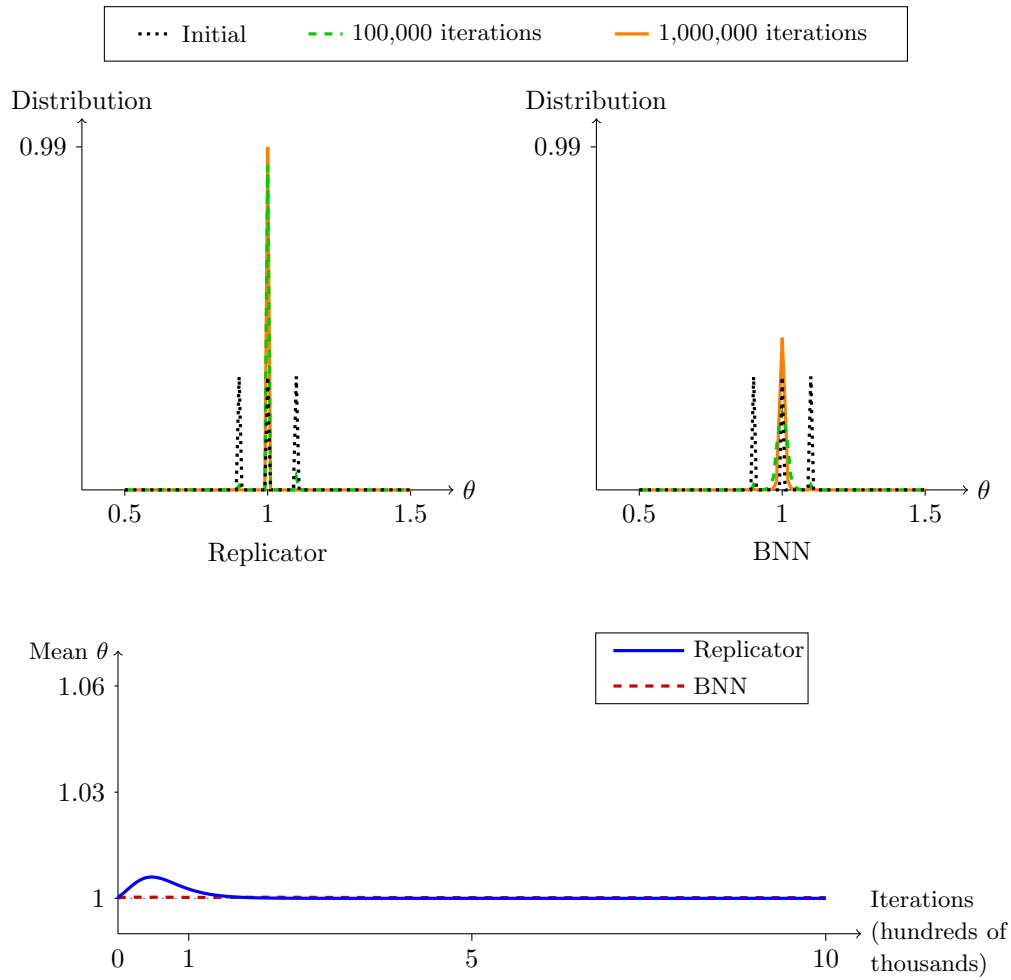 Initial 100,000 iterations 1,000,000 iterations
Distribution
0.99
0.5 1 1.5 θ
Replicator
Distribution
0.99
0.5 1 1.5 θ
BNN
Mean θ
1.06
1.03
1
0 1 5 10
Iterations
(hundreds of
thousands)
Replicator
BNN